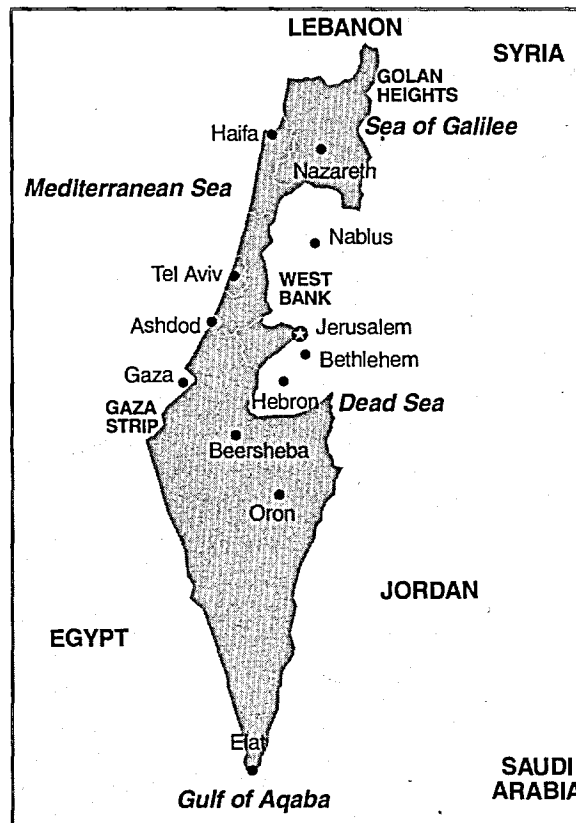 LEBANON
SYRIA
GOLAN
HEIGHTS
Haifa
Sea of Galilee
Nazareth
Mediterranean Sea
Nablus
Tel Aviv
WEST
BANK
Ashdod
Jerusalem
Bethlehem
Gaza
Hebron
Dead Sea
GAZA
STRIP
Beersheba
Oron
JORDAN
EGYPT
Elat
SAUDI
ARABIA
Gulf of Aqaba